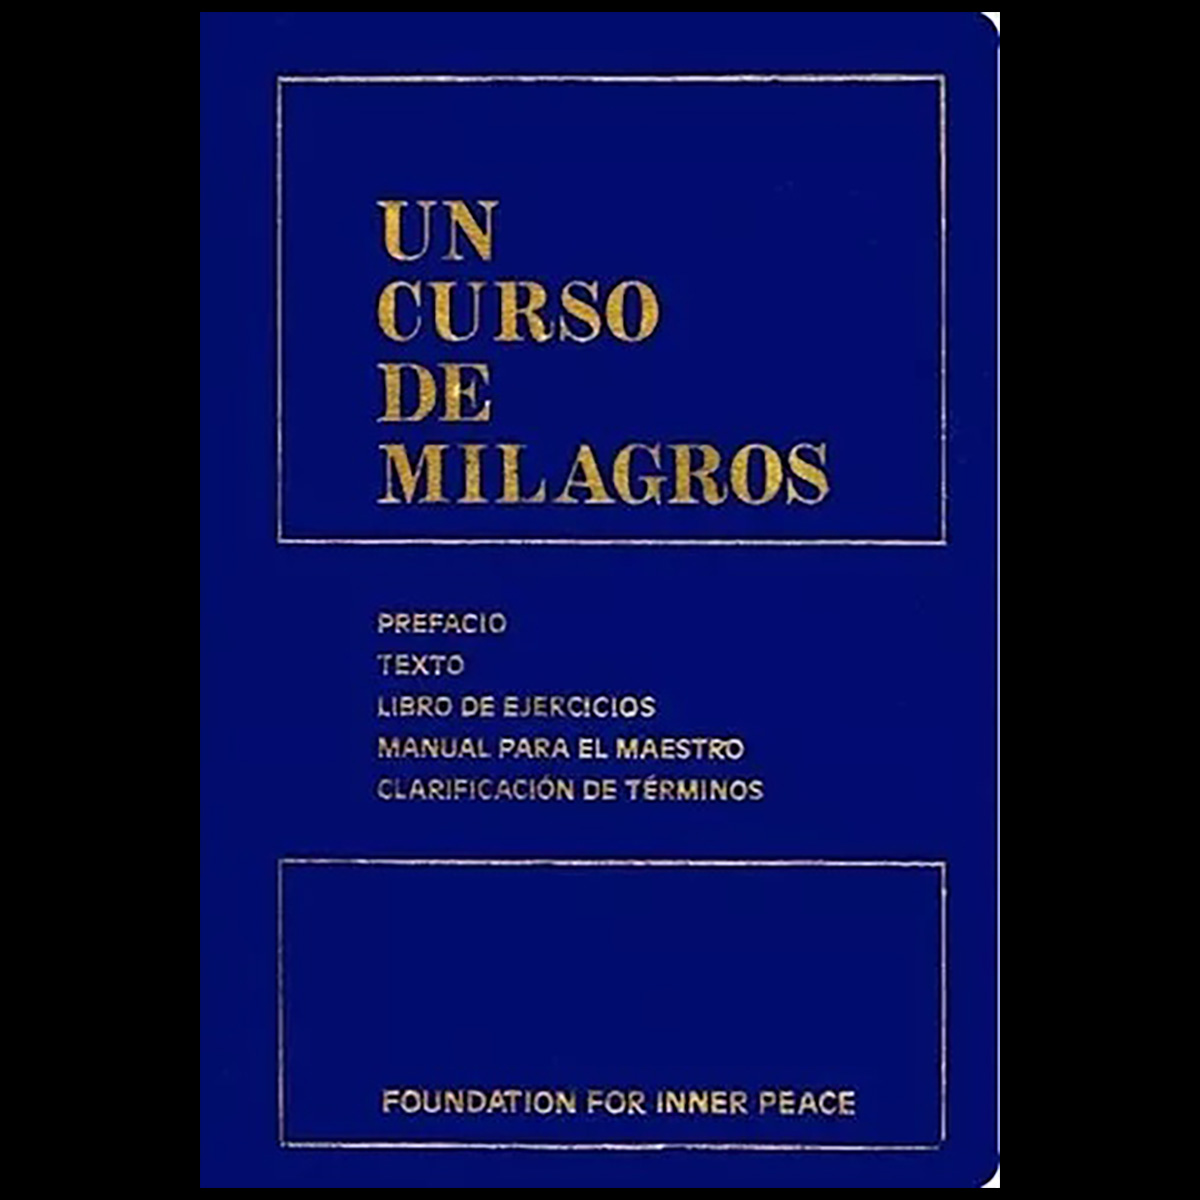 UN
CURSO
DE
MILAGROS
PREFACIO
TEXTO
LIBRO DE EJERCICIOS
MANUAL PARA EL MAESTRO
CLARIFICACIÓN DE TÉRMINOS
FOUNDATION FOR INNER PEACE